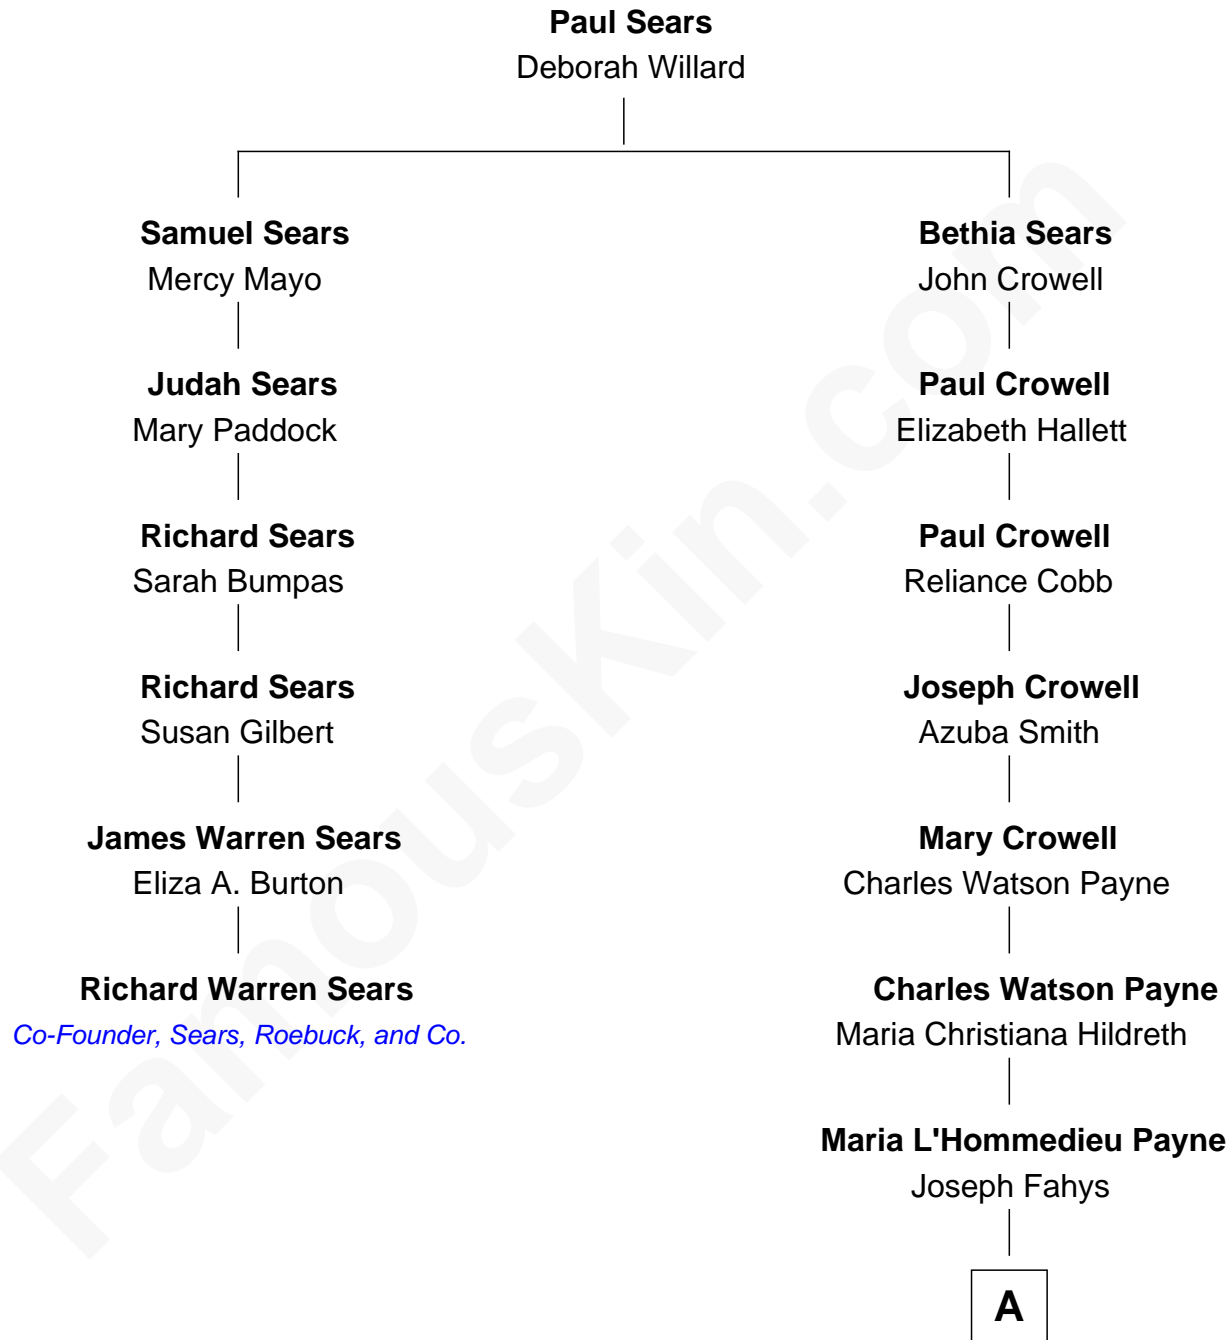 Paul Sears
Deborah Willard
Samuel Sears
Mercy Mayo
Judah Sears
Mary Paddock
Richard Sears
Sarah Bumpas
Richard Sears
Susan Gilbert
James Warren Sears
Eliza A. Burton
Richard Warren Sears
Co-Founder, Sears, Roebuck, and Co.
Bethia Sears
John Crowell
Paul Crowell
Elizabeth Hallett
Paul Crowell
Reliance Cobb
Joseph Crowell
Azuba Smith
Mary Crowell
Charles Watson Payne
Charles Watson Payne
Maria Christiana Hildreth
Maria L'Hommedieu Payne
Joseph Fahys
A
FamousKin.com